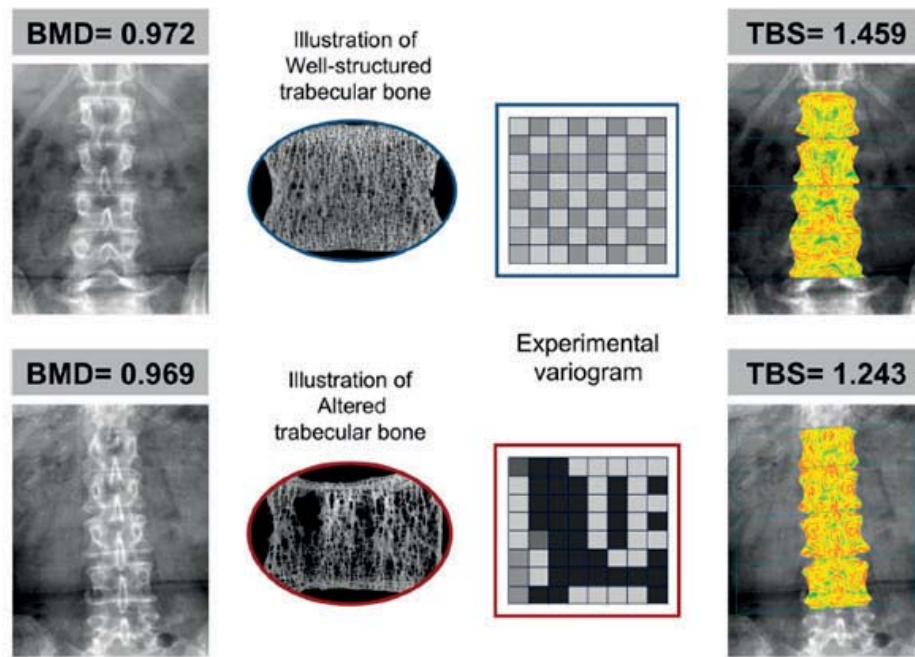 BMD= 0.972
Illustration of
Well-structured
trabecular bone
TBS= 1.459
Experimental
variogram
BMD= 0.969
Illustration of
Altered
trabecular bone
TBS= 1.243